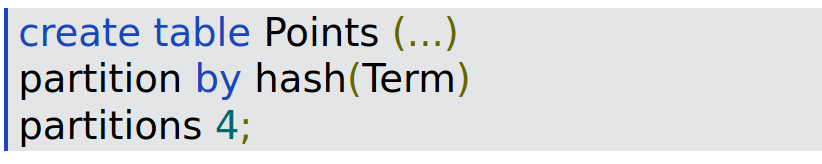 create table Points (...)
partition by hash(Term)
partitions 4;